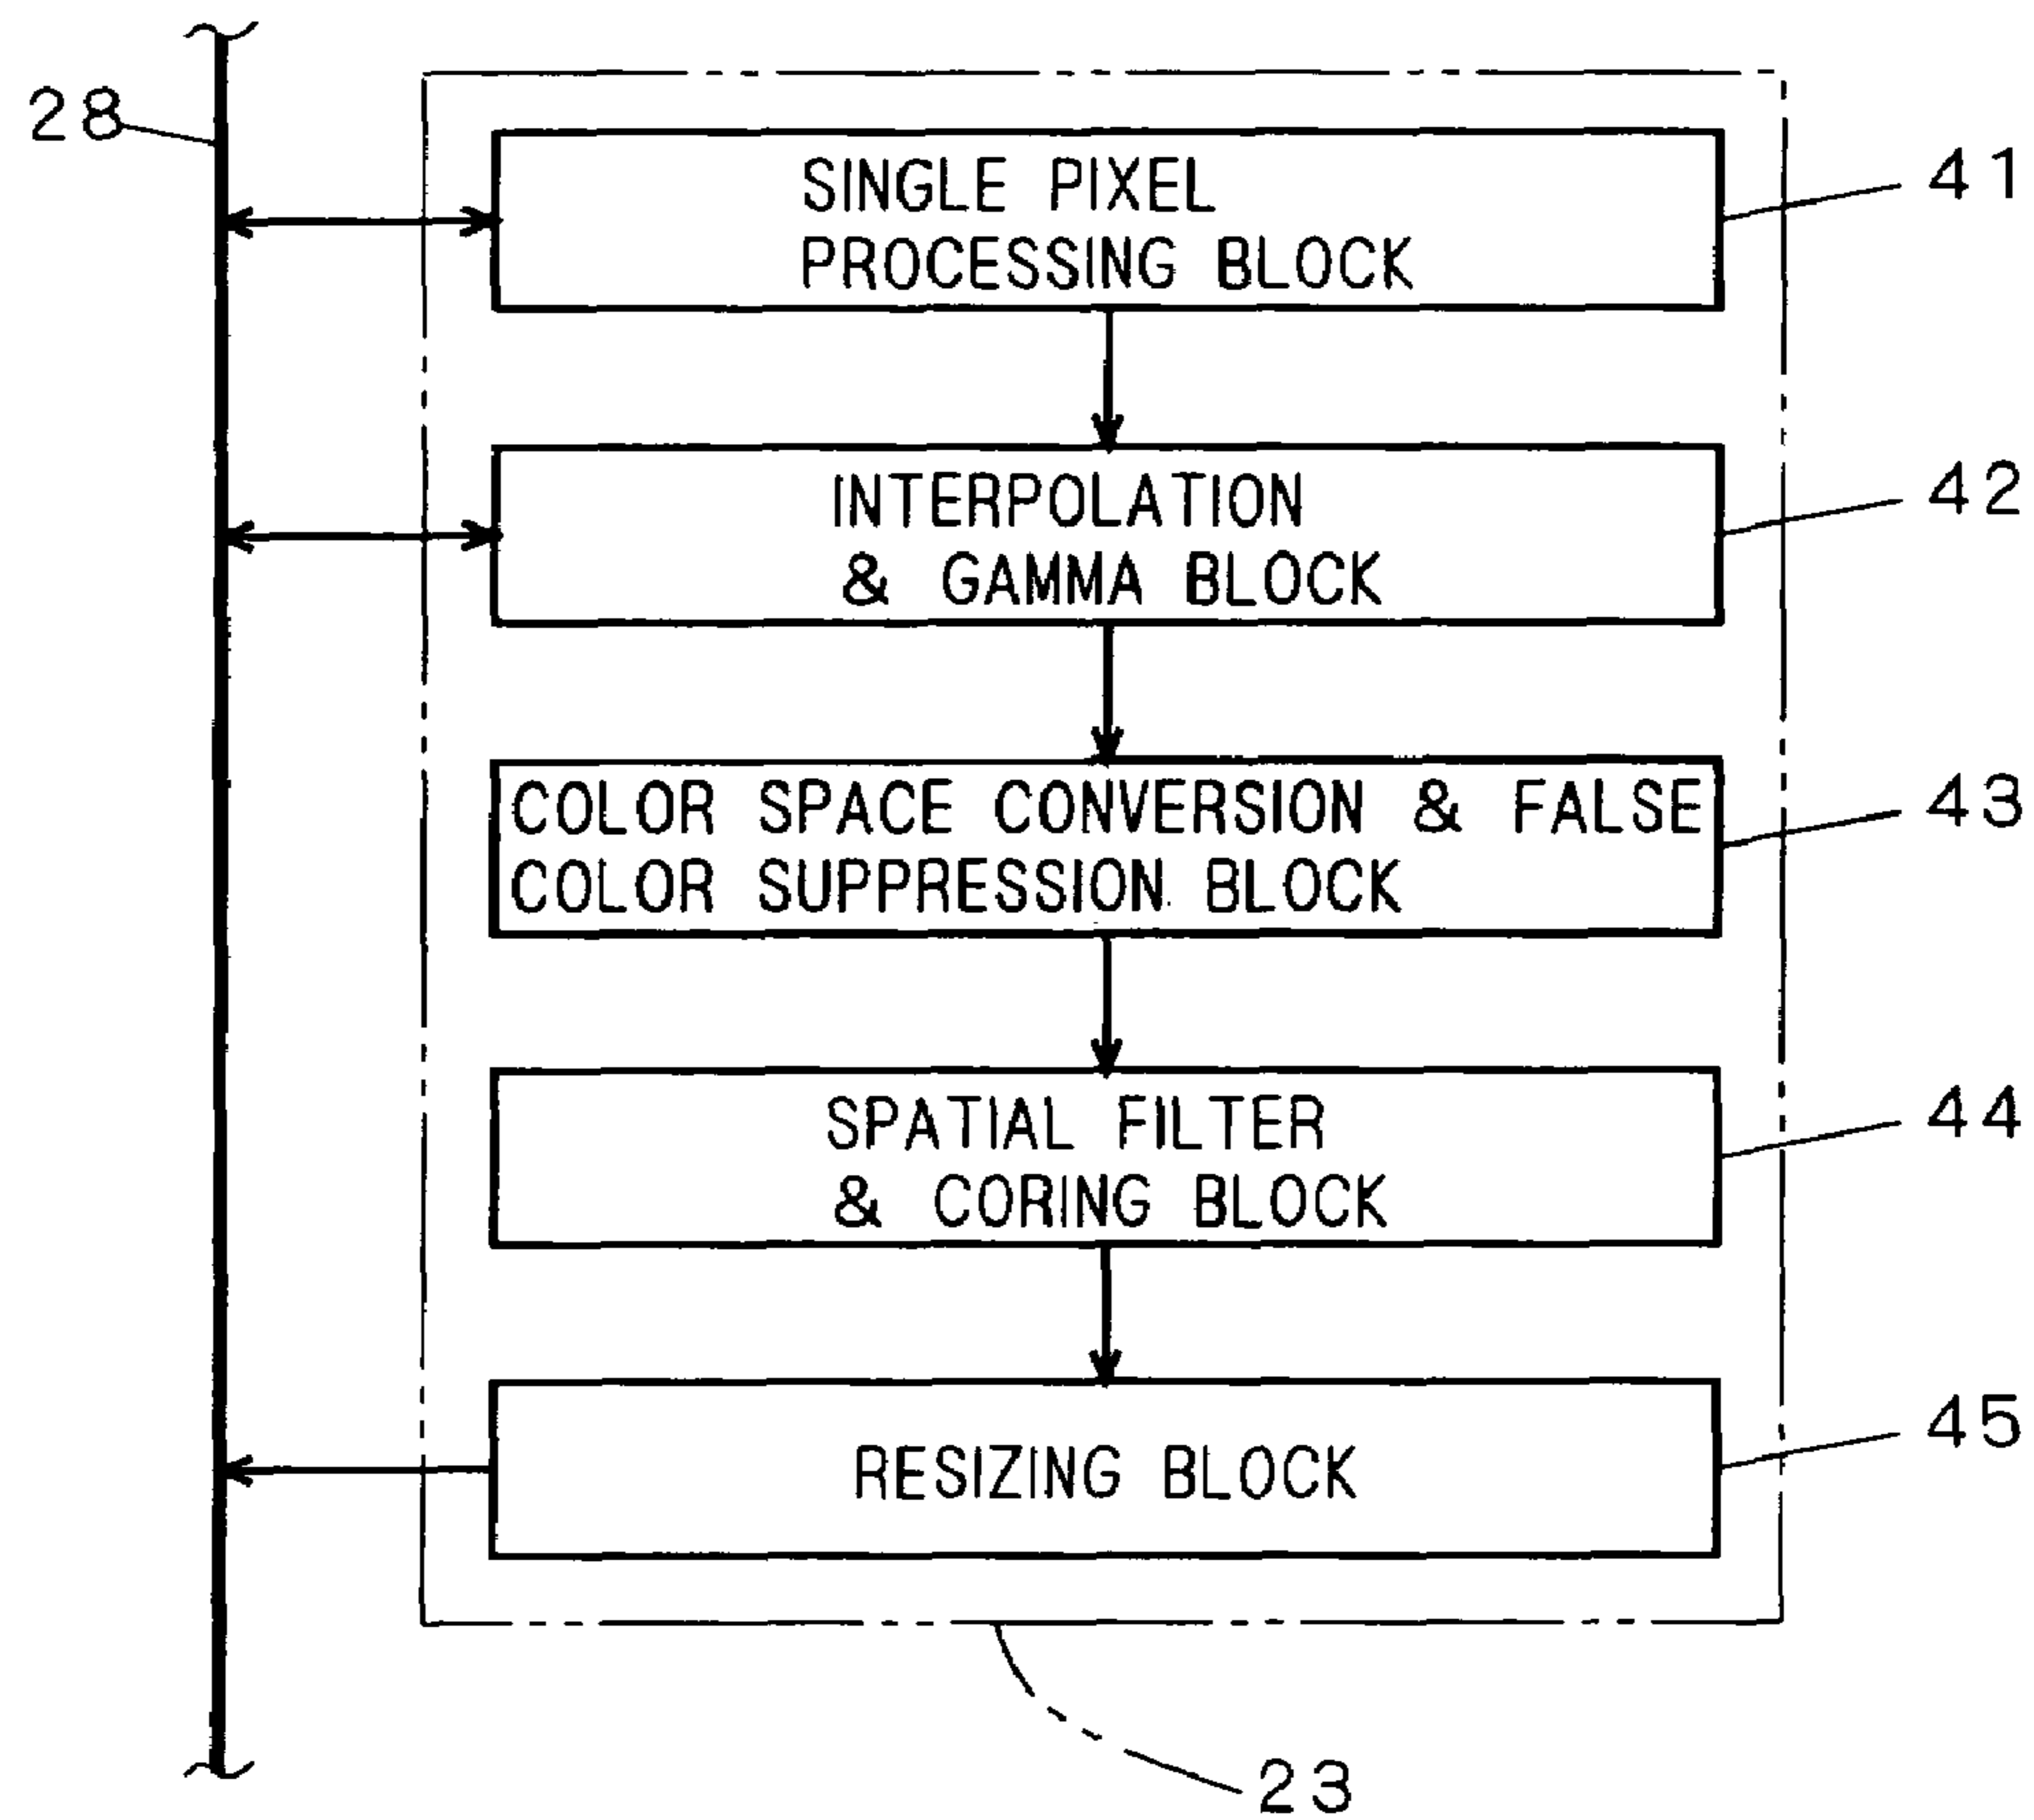 28
SINGLE PIXEL
PROCESSING BLOCK
41
INTERPOLATION
& GAMMA BLOCK
42
COLOR SPACE CONVERSION & FALSE
COLOR SUPPRESSION BLOCK
43
SPATIAL FILTER
& CORING BLOCK
44
RESIZING BLOCK
45
23